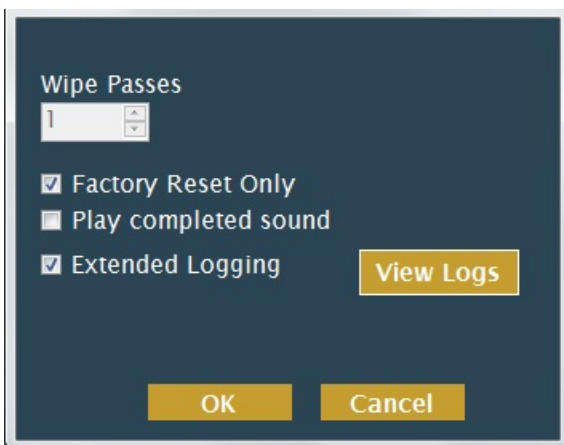 Wipe Passes
1
Factory Reset Only
Play completed sound
Extended Logging
View Logs
OK
Cancel